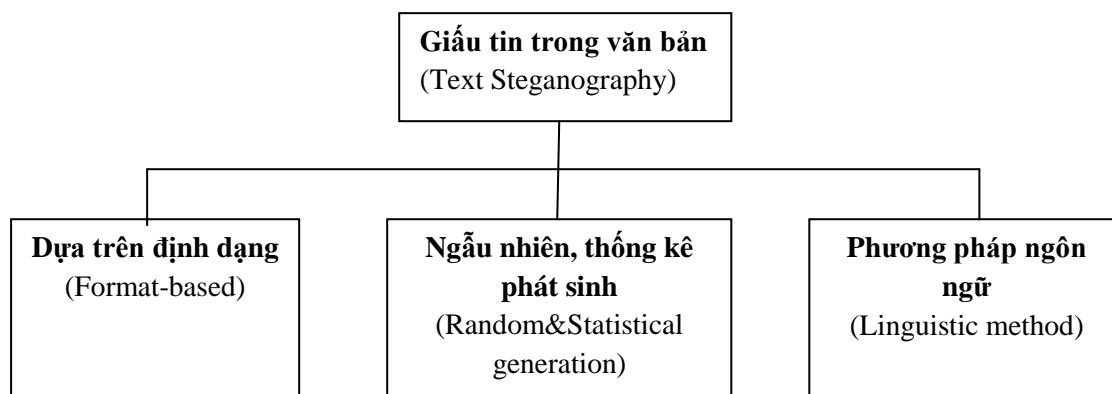 Giấu tin trong văn bản
(Text Steganography)
Dựa trên định dạng
(Format-based)
Ngẫu nhiên, thống kê
phát sinh
(Random&Statistical
generation)
Phương pháp ngôn
ngữ
(Linguistic method)